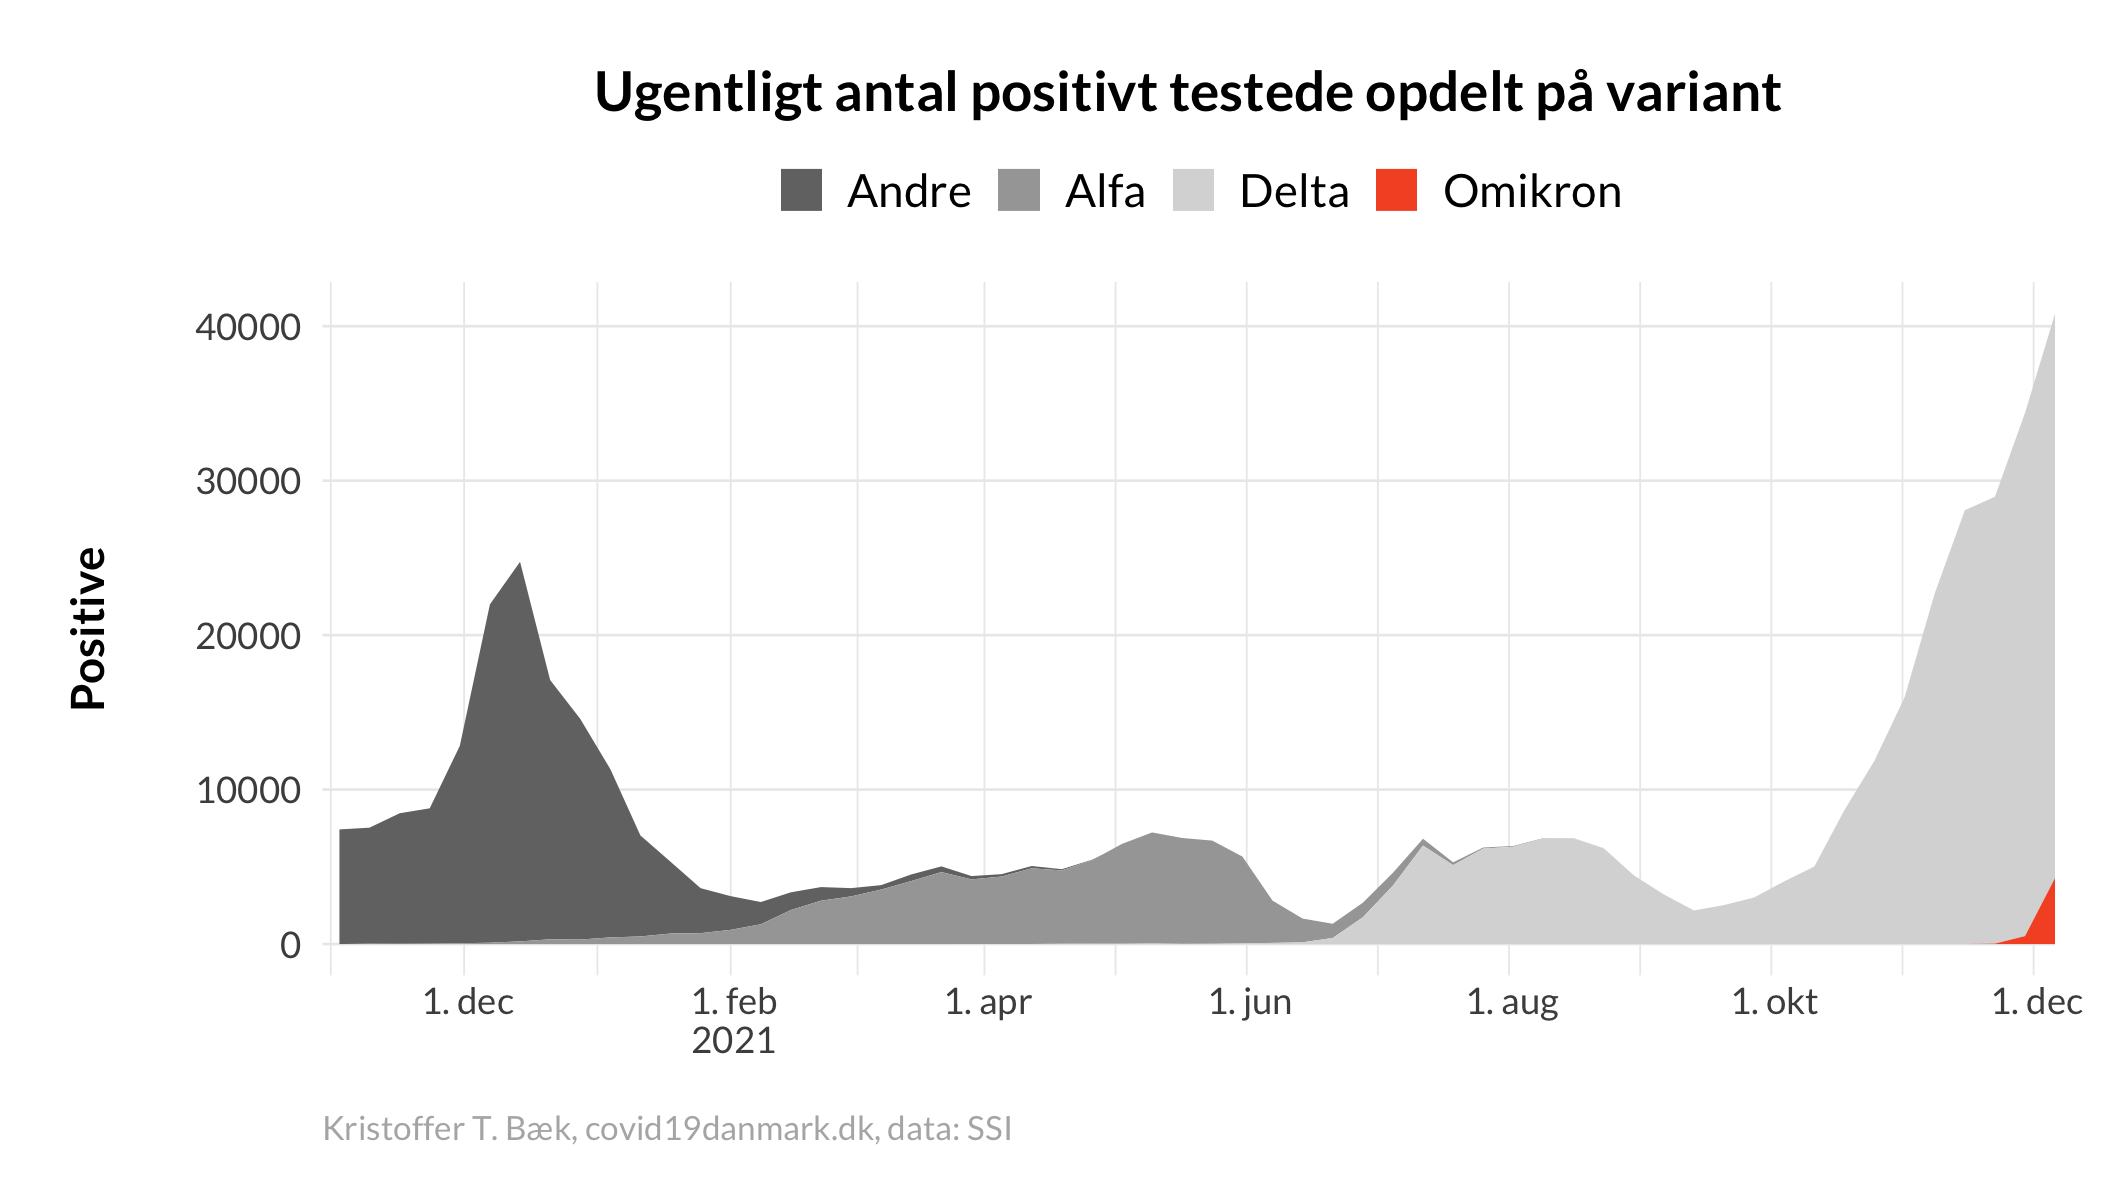 Ugentligt antal positivt testede opdelt på variant
Andre Alfa Delta Omikron
Positive
40000
30000
20000
10000
0
1. dec 1. feb 1. apr 1. jun 1. aug 1. okt 1. dec
2021
Kristoffer T. Bæk, covid19danmark.dk, data: SSI